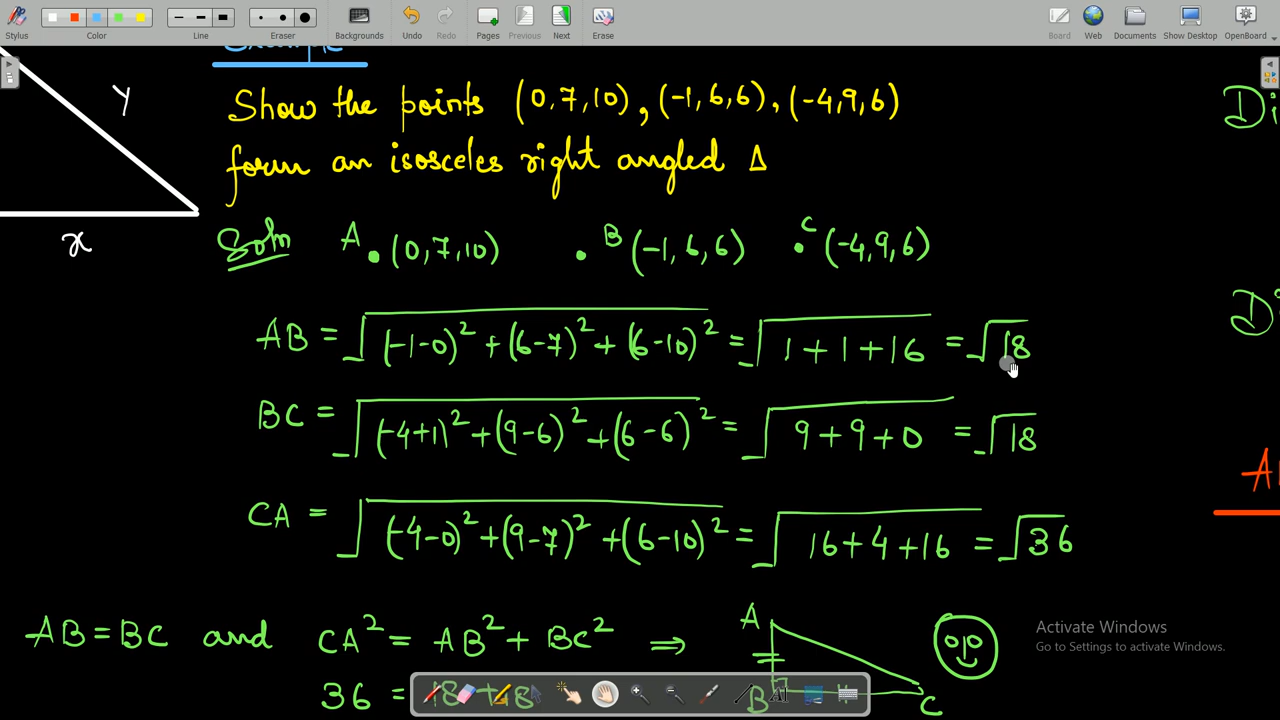 Stylus Color Line Eraser Backgrounds Undo Redo Pages Previous Next Erase Board Web Documents Show Desktop OpenBoard
Example
Show the points (0,7,10), (-1,6,6), (-4,9,6)
form an isosceles right angled Δ
y
x
Soln A (0,7,10) B (-1,6,6) C (-4,9,6)
AB = √((-1-0)² + (6-7)² + (6-10)²) = √(1+1+16) = √18
BC = √((-4+1)² + (9-6)² + (6-6)²) = √(9+9+0) = √18
CA = √((-4-0)² + (9-7)² + (6-10)²) = √(16+4+16) = √36
AB = BC and CA² = AB² + BC² ⇒ A
36 = 18 + 18 B C
Di
Di
Activate Windows
Go to Settings to activate Windows.